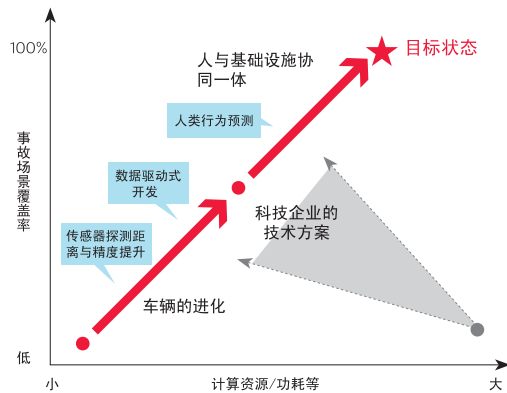 100%
目标状态
人与基础设施协
同一体
人类行为预测
数据驱动式
开发
事故场景覆盖率
科技企业的
技术方案
传感器探测距
离与精度提升
车辆的进化
低
小
计算资源/功耗等
大